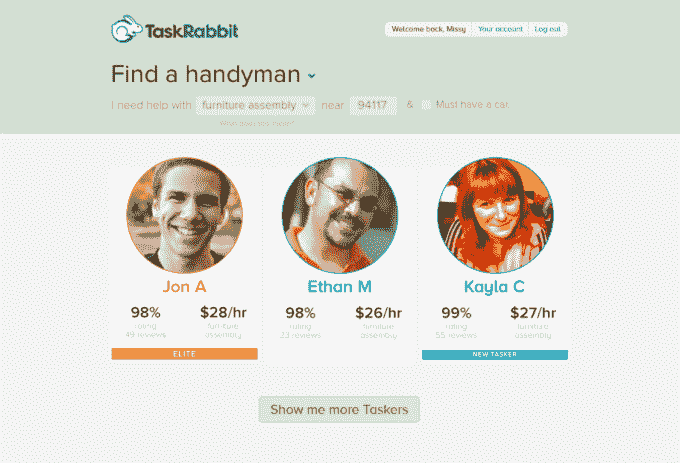 TaskRabbit
Welcome back, Missy Your account Log out
Find a handyman
I need help with furniture assembly near 94117 & Must have a car
Jon A Ethan M Kayla C
98% $28/hr 98% $26/hr 99% $27/hr
rating furniture rating furniture rating furniture
49 reviews assembly 23 reviews assembly 55 reviews assembly
ELITE NEW TASKER
Show me more Taskers